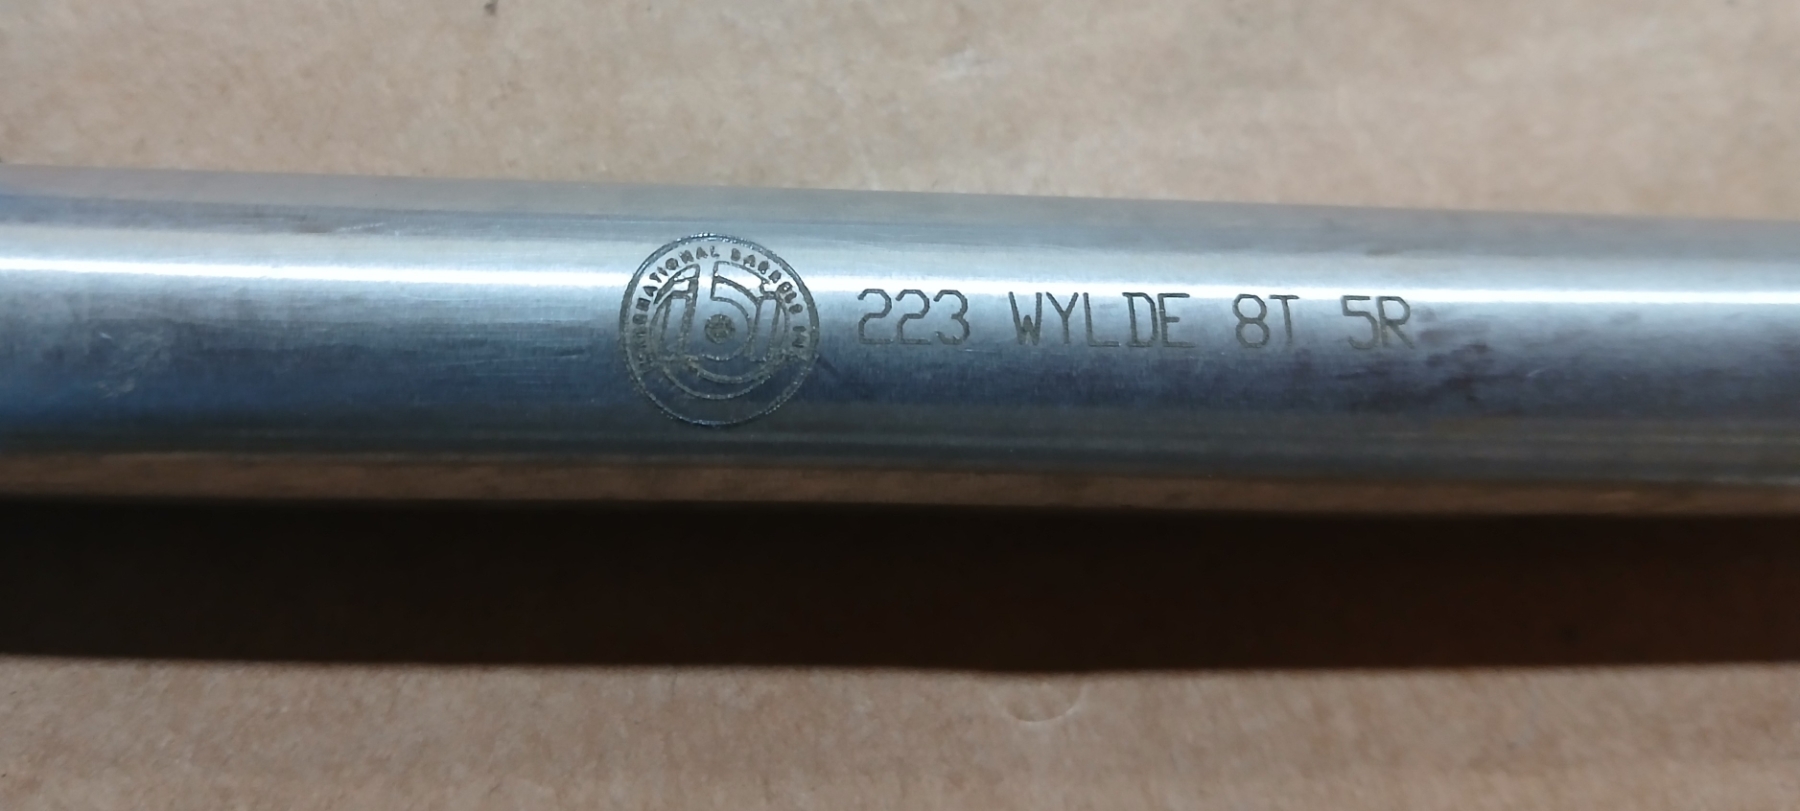 INTERNATIONAL BARRELS INC
ibi
223 WYLDE 8T 5R